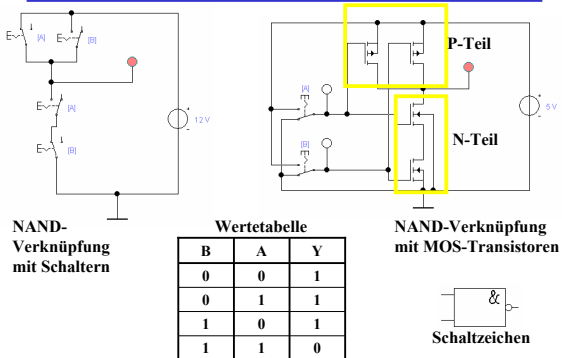 [A]
[B]
[A]
[B]
12 V
P-Teil
[A]
[B]
N-Teil
5 V
NAND-
Verknüpfung
mit Schaltern
Wertetabelle
B A Y
0 0 1
0 1 1
1 0 1
1 1 0
NAND-Verknüpfung
mit MOS-Transistoren
&
Schaltzeichen